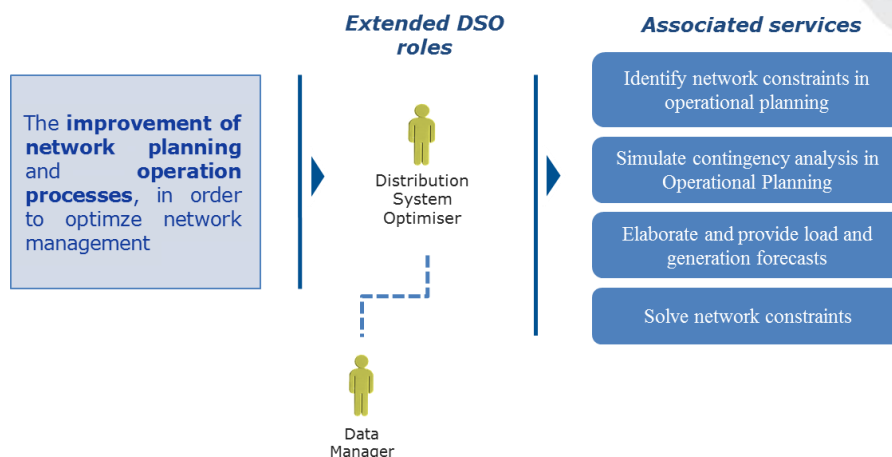 Extended DSO
roles
Associated services
The improvement of
network planning
and operation
processes, in order
to optimze network
management
Distribution
System
Optimiser
Data
Manager
Identify network constraints in
operational planning
Simulate contingency analysis in
Operational Planning
Elaborate and provide load and
generation forecasts
Solve network constraints